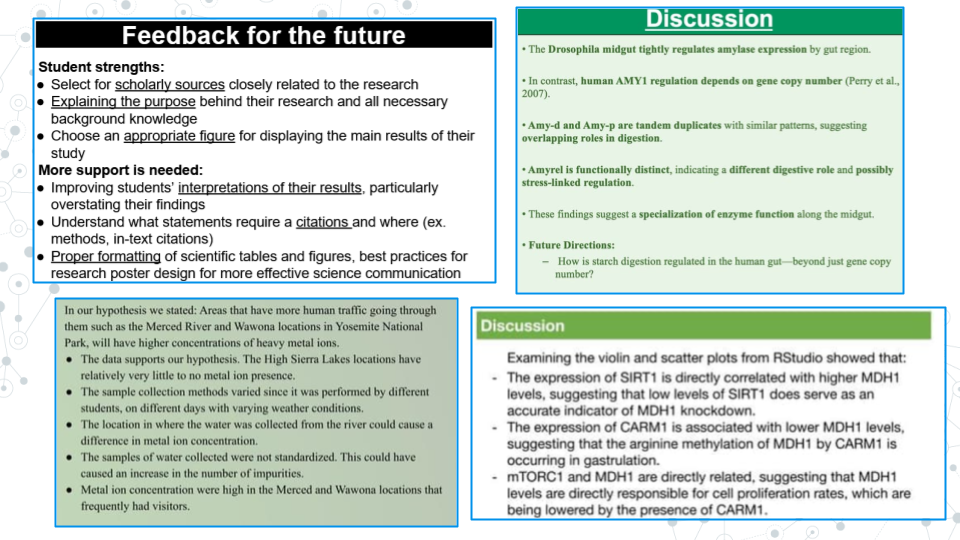 Feedback for the future
Student strengths:
● Select for scholarly sources closely related to the research
● Explaining the purpose behind their research and all necessary
background knowledge
● Choose an appropriate figure for displaying the main results of their
study
More support is needed:
● Improving students' interpretations of their results, particularly
overstating their findings
● Understand what statements require a citations and where (ex.
methods, in-text citations)
● Proper formatting of scientific tables and figures, best practices for
research poster design for more effective science communication
Discussion
• The Drosophila midgut tightly regulates amylase expression by gut region.
• In contrast, human AMY1 regulation depends on gene copy number (Perry et al.,
2007).
• Amy-d and Amy-p are tandem duplicates with similar patterns, suggesting
overlapping roles in digestion.
• Amyrel is functionally distinct, indicating a different digestive role and possibly
stress-linked regulation.
• These findings suggest a specialization of enzyme function along the midgut.
• Future Directions:
– How is starch digestion regulated in the human gut—beyond just gene copy
number?
In our hypothesis we stated: Areas that have more human traffic going through
them such as the Merced River and Wawona locations in Yosemite National
Park, will have higher concentrations of heavy metal ions.
● The data supports our hypothesis. The High Sierra Lakes locations have
relatively very little to no metal ion presence.
● The sample collection methods varied since it was performed by different
students, on different days with varying weather conditions.
● The location in where the water was collected from the river could cause a
difference in metal ion concentration.
● The samples of water collected were not standardized. This could have
caused an increase in the number of impurities.
● Metal ion concentration were high in the Merced and Wawona locations that
frequently had visitors.
Discussion
Examining the violin and scatter plots from RStudio showed that:
- The expression of SIRT1 is directly correlated with higher MDH1
levels, suggesting that low levels of SIRT1 does serve as an
accurate indicator of MDH1 knockdown.
- The expression of CARM1 is associated with lower MDH1 levels,
suggesting that the arginine methylation of MDH1 by CARM1 is
occurring in gastrulation.
- mTORC1 and MDH1 are directly related, suggesting that MDH1
levels are directly responsible for cell proliferation rates, which are
being lowered by the presence of CARM1.